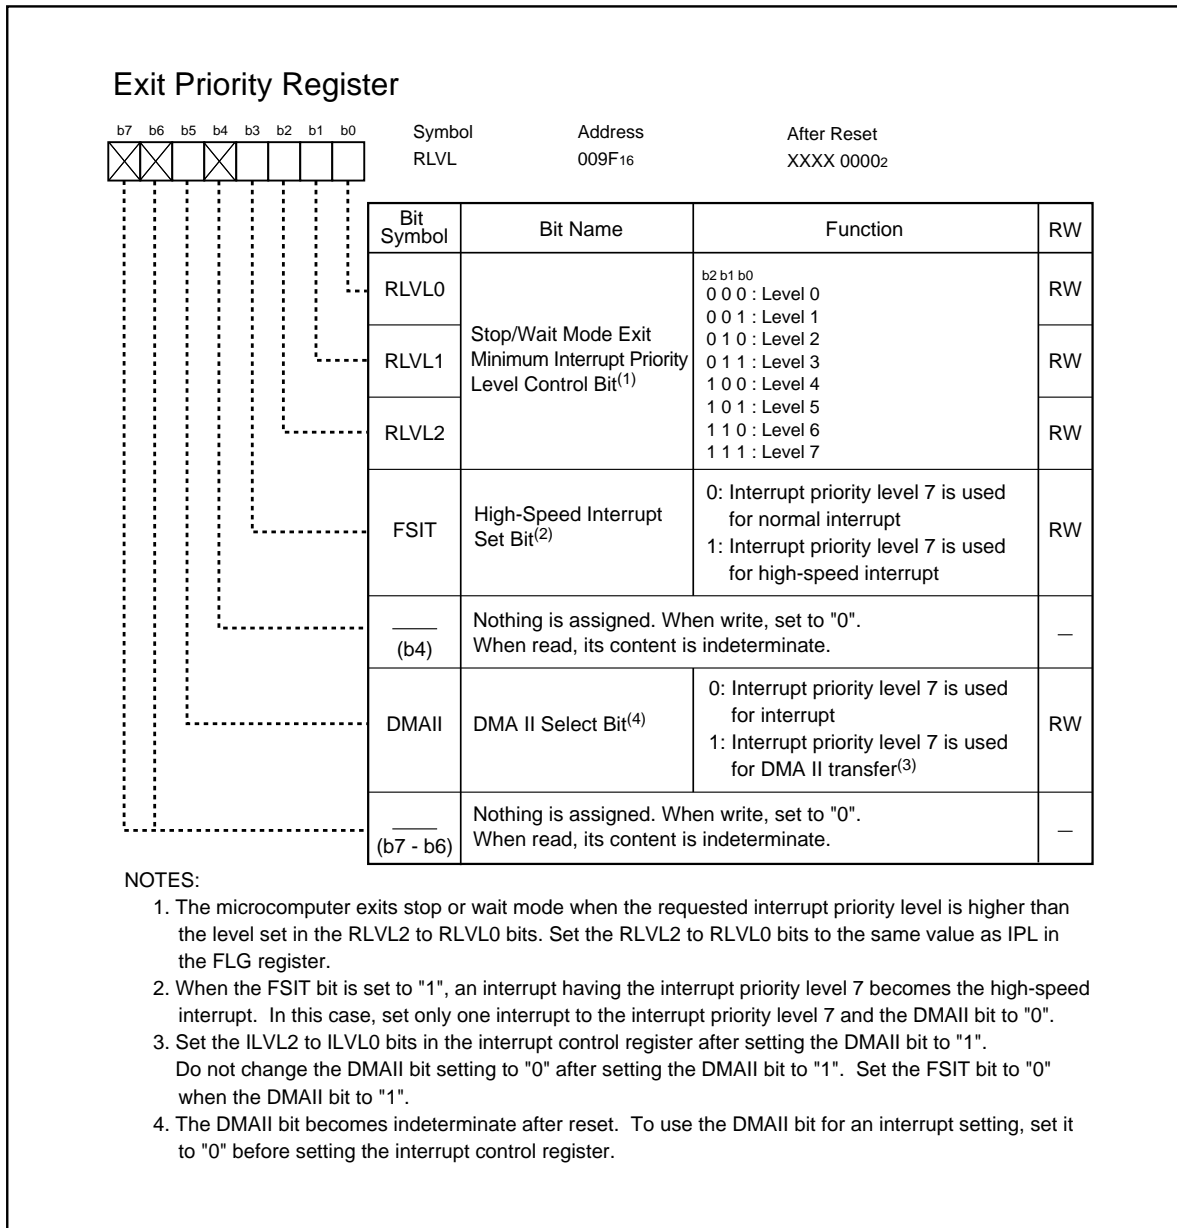 Exit Priority Register
b7 b6 b5 b4 b3 b2 b1 b0
Symbol Address After Reset
RLVL 009F16 XXXX 00002
Bit Symbol Bit Name Function RW
RLVL0 RW
RLVL1 RW
RLVL2 RW
Stop/Wait Mode Exit
Minimum Interrupt Priority
Level Control Bit(1)
b2 b1 b0
0 0 0 : Level 0
0 0 1 : Level 1
0 1 0 : Level 2
0 1 1 : Level 3
1 0 0 : Level 4
1 0 1 : Level 5
1 1 0 : Level 6
1 1 1 : Level 7
FSIT
High-Speed Interrupt
Set Bit(2)
0: Interrupt priority level 7 is used
for normal interrupt
1: Interrupt priority level 7 is used
for high-speed interrupt
RW
(b4)
Nothing is assigned. When write, set to "0".
When read, its content is indeterminate.
—
DMAII
DMA II Select Bit(4)
0: Interrupt priority level 7 is used
for interrupt
1: Interrupt priority level 7 is used
for DMA II transfer(3)
RW
(b7 - b6)
Nothing is assigned. When write, set to "0".
When read, its content is indeterminate.
—
NOTES:
1. The microcomputer exits stop or wait mode when the requested interrupt priority level is higher than
the level set in the RLVL2 to RLVL0 bits. Set the RLVL2 to RLVL0 bits to the same value as IPL in
the FLG register.
2. When the FSIT bit is set to "1", an interrupt having the interrupt priority level 7 becomes the high-speed
interrupt. In this case, set only one interrupt to the interrupt priority level 7 and the DMAII bit to "0".
3. Set the ILVL2 to ILVL0 bits in the interrupt control register after setting the DMAII bit to "1".
Do not change the DMAII bit setting to "0" after setting the DMAII bit to "1". Set the FSIT bit to "0"
when the DMAII bit to "1".
4. The DMAII bit becomes indeterminate after reset. To use the DMAII bit for an interrupt setting, set it
to "0" before setting the interrupt control register.